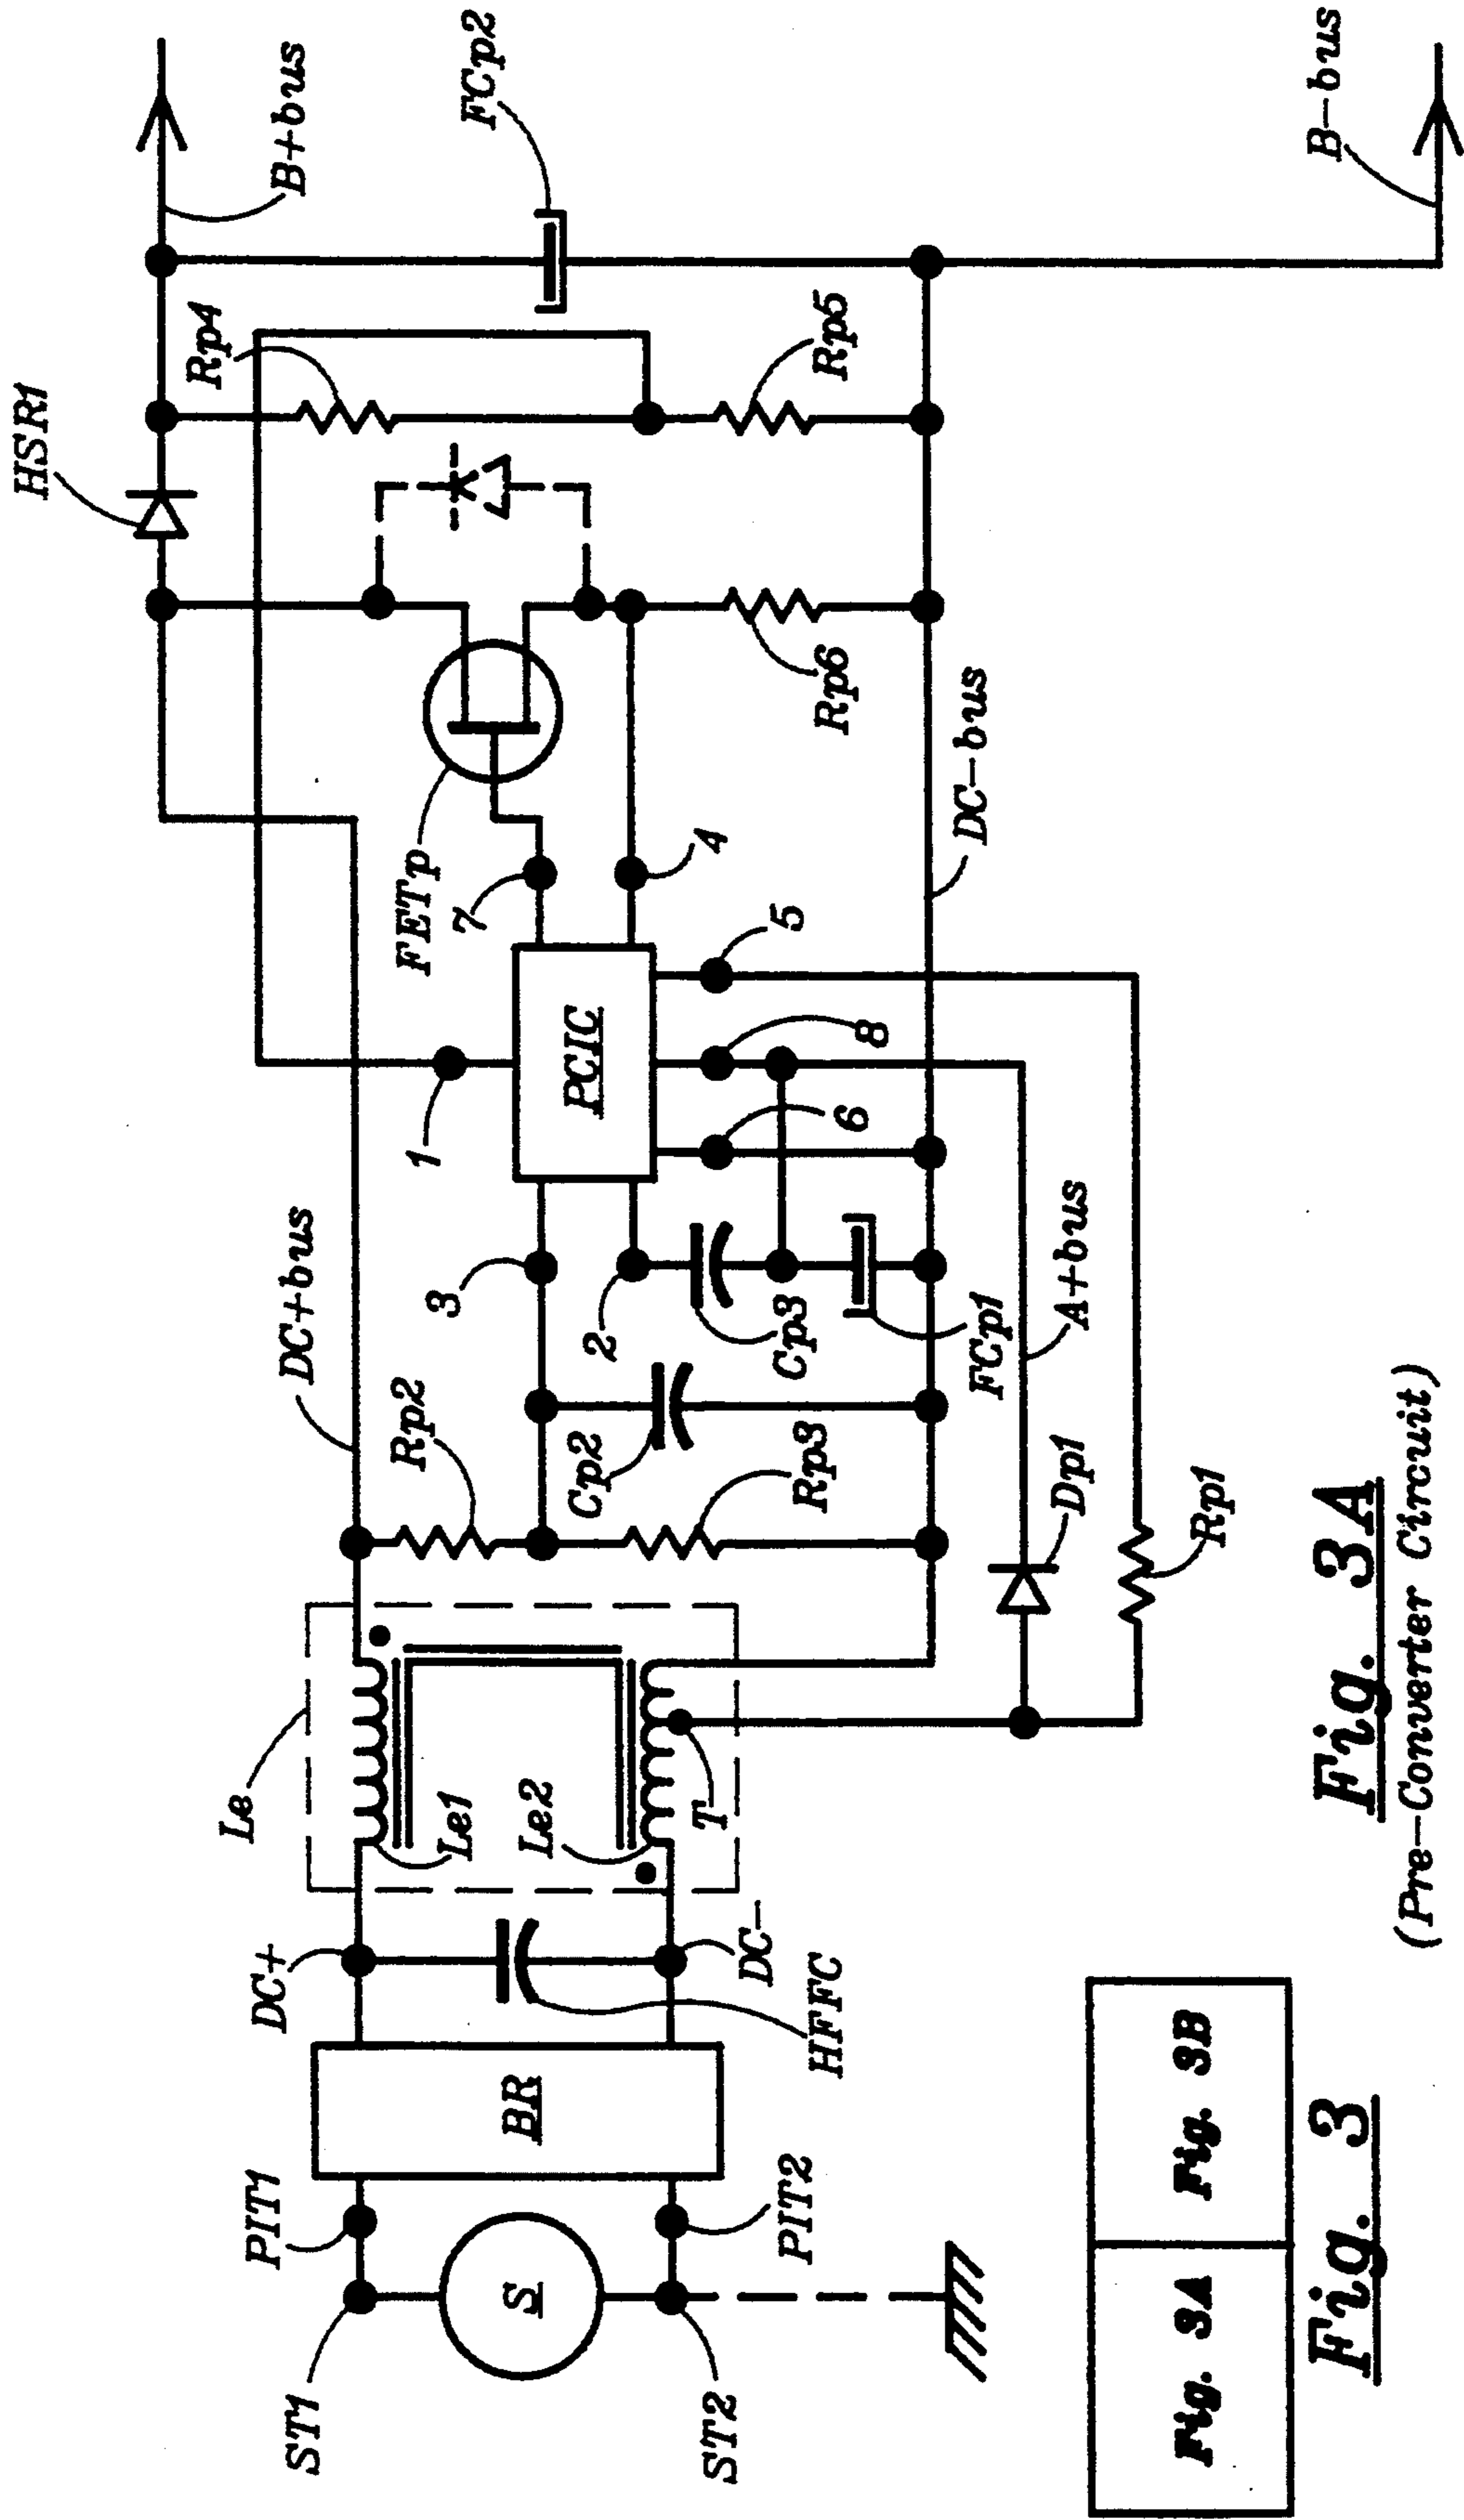 HSR1
B+bus
Rp4
FCp2
DC+bus
FETp
7
1
PCIC
4
Rp6
Rp5
B-bus
Le
Rp2
3
2
6
8
5
DC-bus
Le1
Le2
T
Cp2
Rp3
Cp3
FCp1
A+bus
Dp1
Rp1
DC+
DC-
HFFC
BR
PIT1
PIT2
S
ST1
ST2
Fig. 3A
Fig. 3B
Fig. 3
Fig. 3A
(Pre-Converter Circuit)